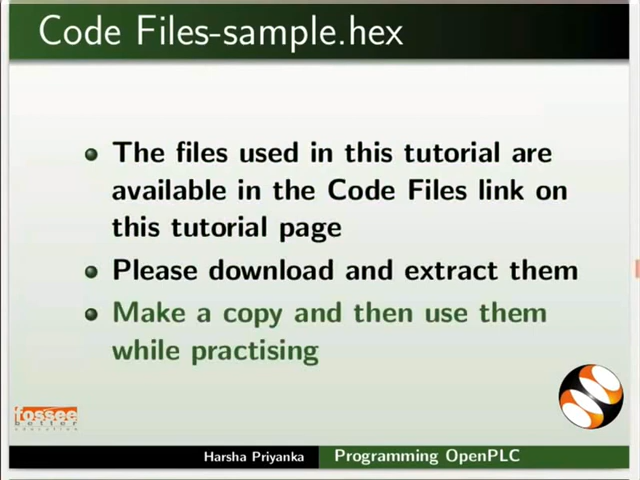 Code Files-sample.hex
The files used in this tutorial are
available in the Code Files link on
this tutorial page
Please download and extract them
Make a copy and then use them
while practising
fossee
better
education
Harsha Priyanka
Programming OpenPLC